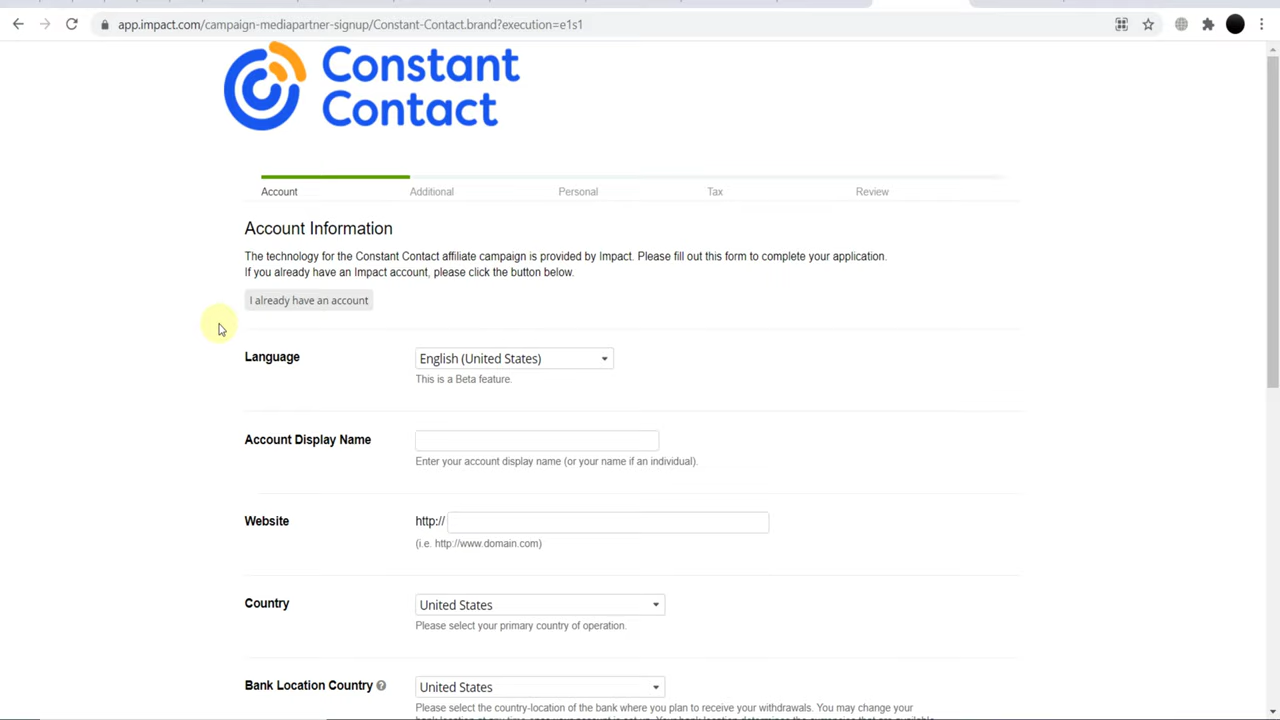 app.impact.com/campaign-mediapartner-signup/Constant-Contact.brand?execution=e1s1
Constant
Contact
Account Additional Personal Tax Review
Account Information
The technology for the Constant Contact affiliate campaign is provided by Impact. Please fill out this form to complete your application.
If you already have an Impact account, please click the button below.
I already have an account
Language English (United States)
This is a Beta feature.
Account Display Name
Enter your account display name (or your name if an individual).
Website http://
(i.e. http://www.domain.com)
Country United States
Please select your primary country of operation.
Bank Location Country ? United States
Please select the country-location of the bank where you plan to receive your withdrawals. You may change your